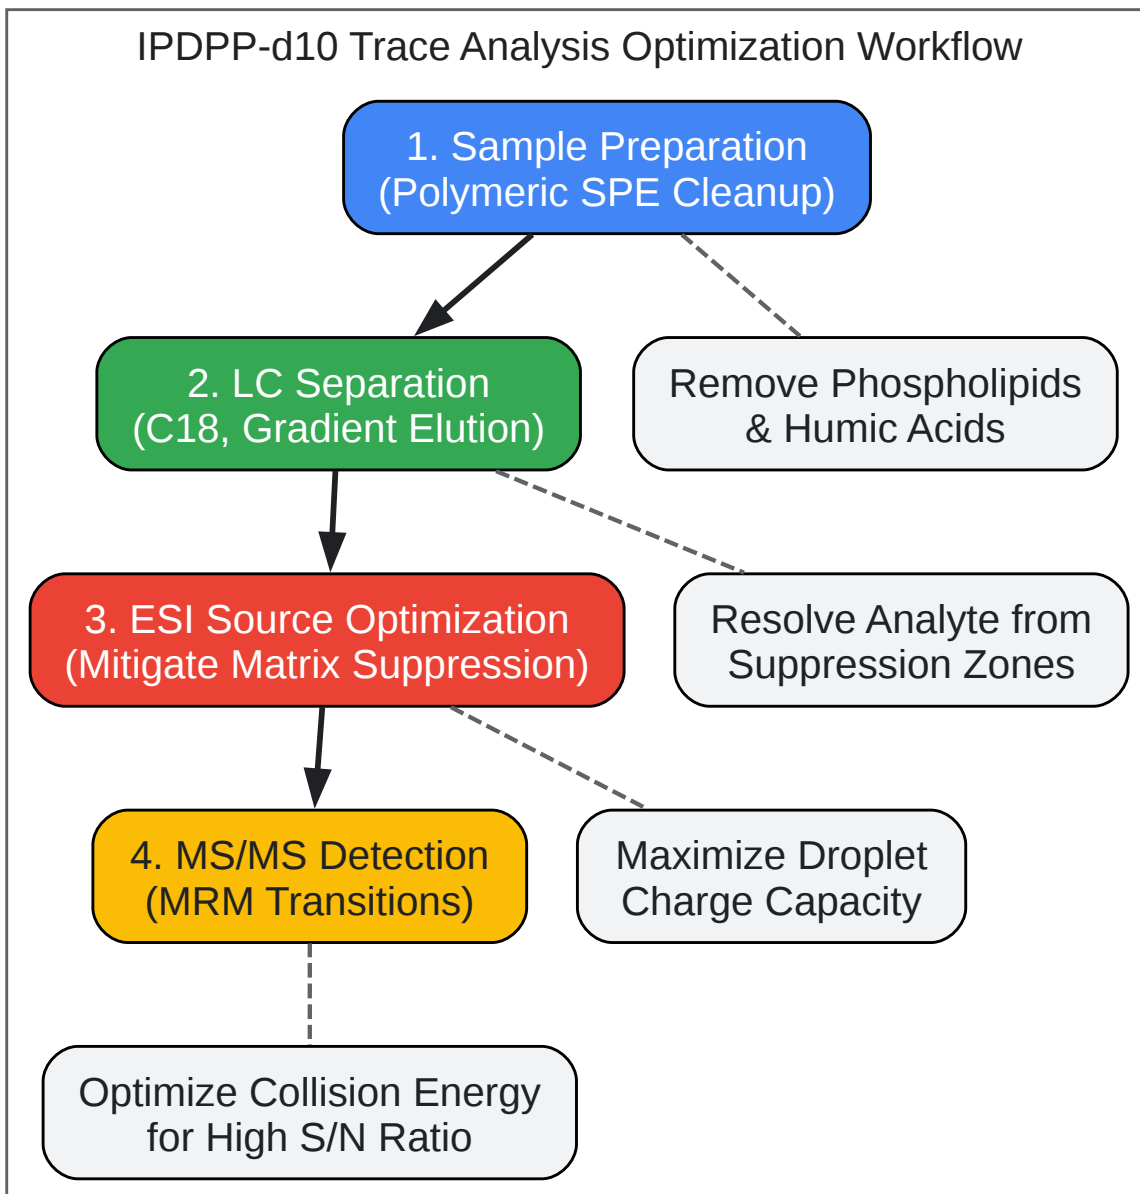 IPDPP-d10 Trace Analysis Optimization Workflow
1. Sample Preparation
(Polymeric SPE Cleanup)
2. LC Separation
(C18, Gradient Elution)
Remove Phospholipids
& Humic Acids
3. ESI Source Optimization
(Mitigate Matrix Suppression)
Resolve Analyte from
Suppression Zones
4. MS/MS Detection
(MRM Transitions)
Maximize Droplet
Charge Capacity
Optimize Collision Energy
for High S/N Ratio